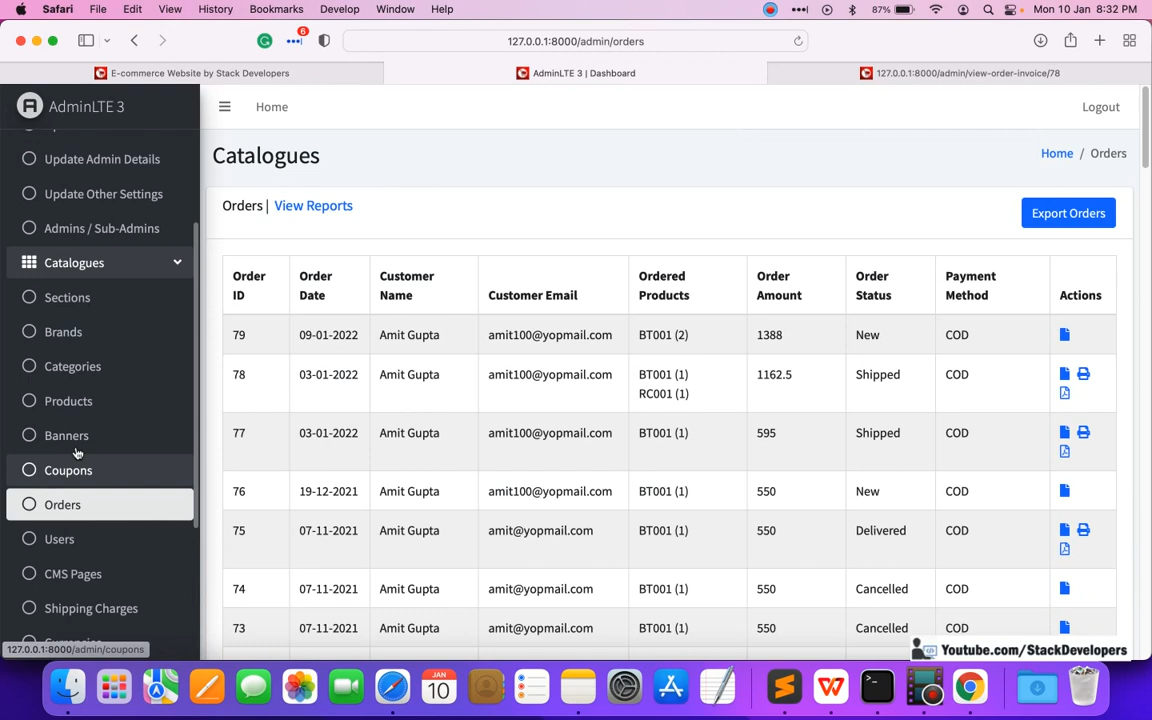 Safari File Edit View History Bookmarks Develop Window Help 87% Mon 10 Jan 8:32 PM
6 127.0.0.1:8000/admin/orders
E-commerce Website by Stack Developers AdminLTE 3 | Dashboard 127.0.0.1:8000/admin/view-order-invoice/78
AdminLTE 3 Home Logout
Update Admin Details
Update Other Settings
Admins / Sub-Admins
Catalogues
Sections
Brands
Categories
Products
Banners
Coupons
Orders
Users
CMS Pages
Shipping Charges
127.0.0.1:8000/admin/coupons
Catalogues Home / Orders
Orders | View Reports Export Orders
Order ID Order Date Customer Name Customer Email Ordered Products Order Amount Order Status Payment Method Actions
79 09-01-2022 Amit Gupta amit100@yopmail.com BT001 (2) 1388 New COD
78 03-01-2022 Amit Gupta amit100@yopmail.com BT001 (1) 1162.5 Shipped COD
RC001 (1)
77 03-01-2022 Amit Gupta amit100@yopmail.com BT001 (1) 595 Shipped COD
76 19-12-2021 Amit Gupta amit100@yopmail.com BT001 (1) 550 New COD
75 07-11-2021 Amit Gupta amit@yopmail.com BT001 (1) 550 Delivered COD
74 07-11-2021 Amit Gupta amit@yopmail.com BT001 (1) 550 Cancelled COD
73 07-11-2021 Amit Gupta amit@yopmail.com BT001 (1) 550 Cancelled COD
Youtube.com/StackDevelopers
JAN
10